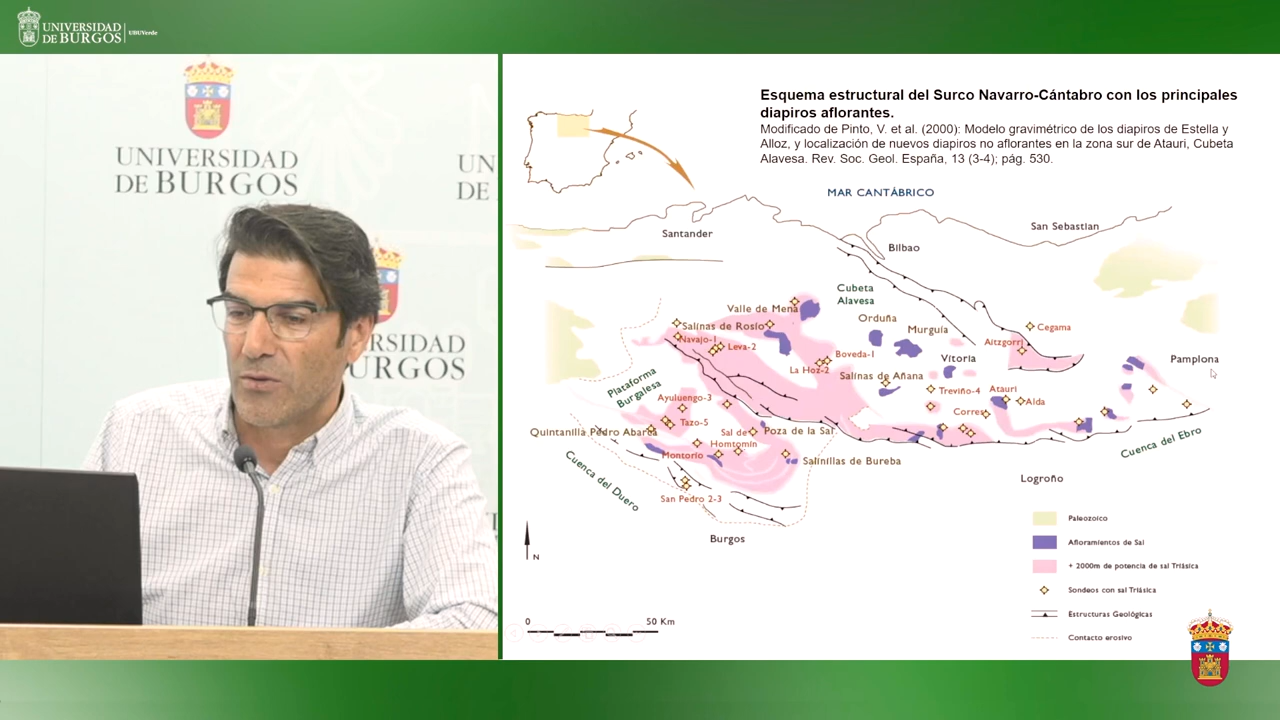 UNIVERSIDAD
DE BURGOS
UBUVerde
UNIVERSIDAD
DE BURGOS
UN
DE
RSIDAD
URGOS
Esquema estructural del Surco Navarro-Cántabro con los principales
diapiros aflorantes.
Modificado de Pinto, V. et al. (2000): Modelo gravimétrico de los diapiros de Estella y
Alloz, y localización de nuevos diapiros no aflorantes en la zona sur de Atauri, Cubeta
Alavesa. Rev. Soc. Geol. España, 13 (3-4); pág. 530.
MAR CANTÁBRICO
San Sebastian
Santander
Bilbao
Cubeta
Alavesa
Valle de Mena
Orduña
Salinas de Rosío
Murguía
Cegama
Navajo-1
Leva-2
Aitzgorri
Boveda-1
Vitoria
Pamplona
La Hoz-2
Salinas de Añana
Plataforma
Burgalesa
Treviño-4
Atauri
Ayuluengo-3
Alda
Corres
Tazo-5
Quintanilla Pedro Abarca
Sal de
Poza de la Sal
Homtomin
Cuenca del Ebro
Montorio
Salinillas de Bureba
Cuenca del Duero
Logroño
San Pedro 2-3
Burgos
N
Paleozoico
Afloramientos de Sal
+ 2000m de potencia de sal Triásica
Sondeos con sal Triásica
Estructuras Geológicas
Contacto erosivo
0
50 Km